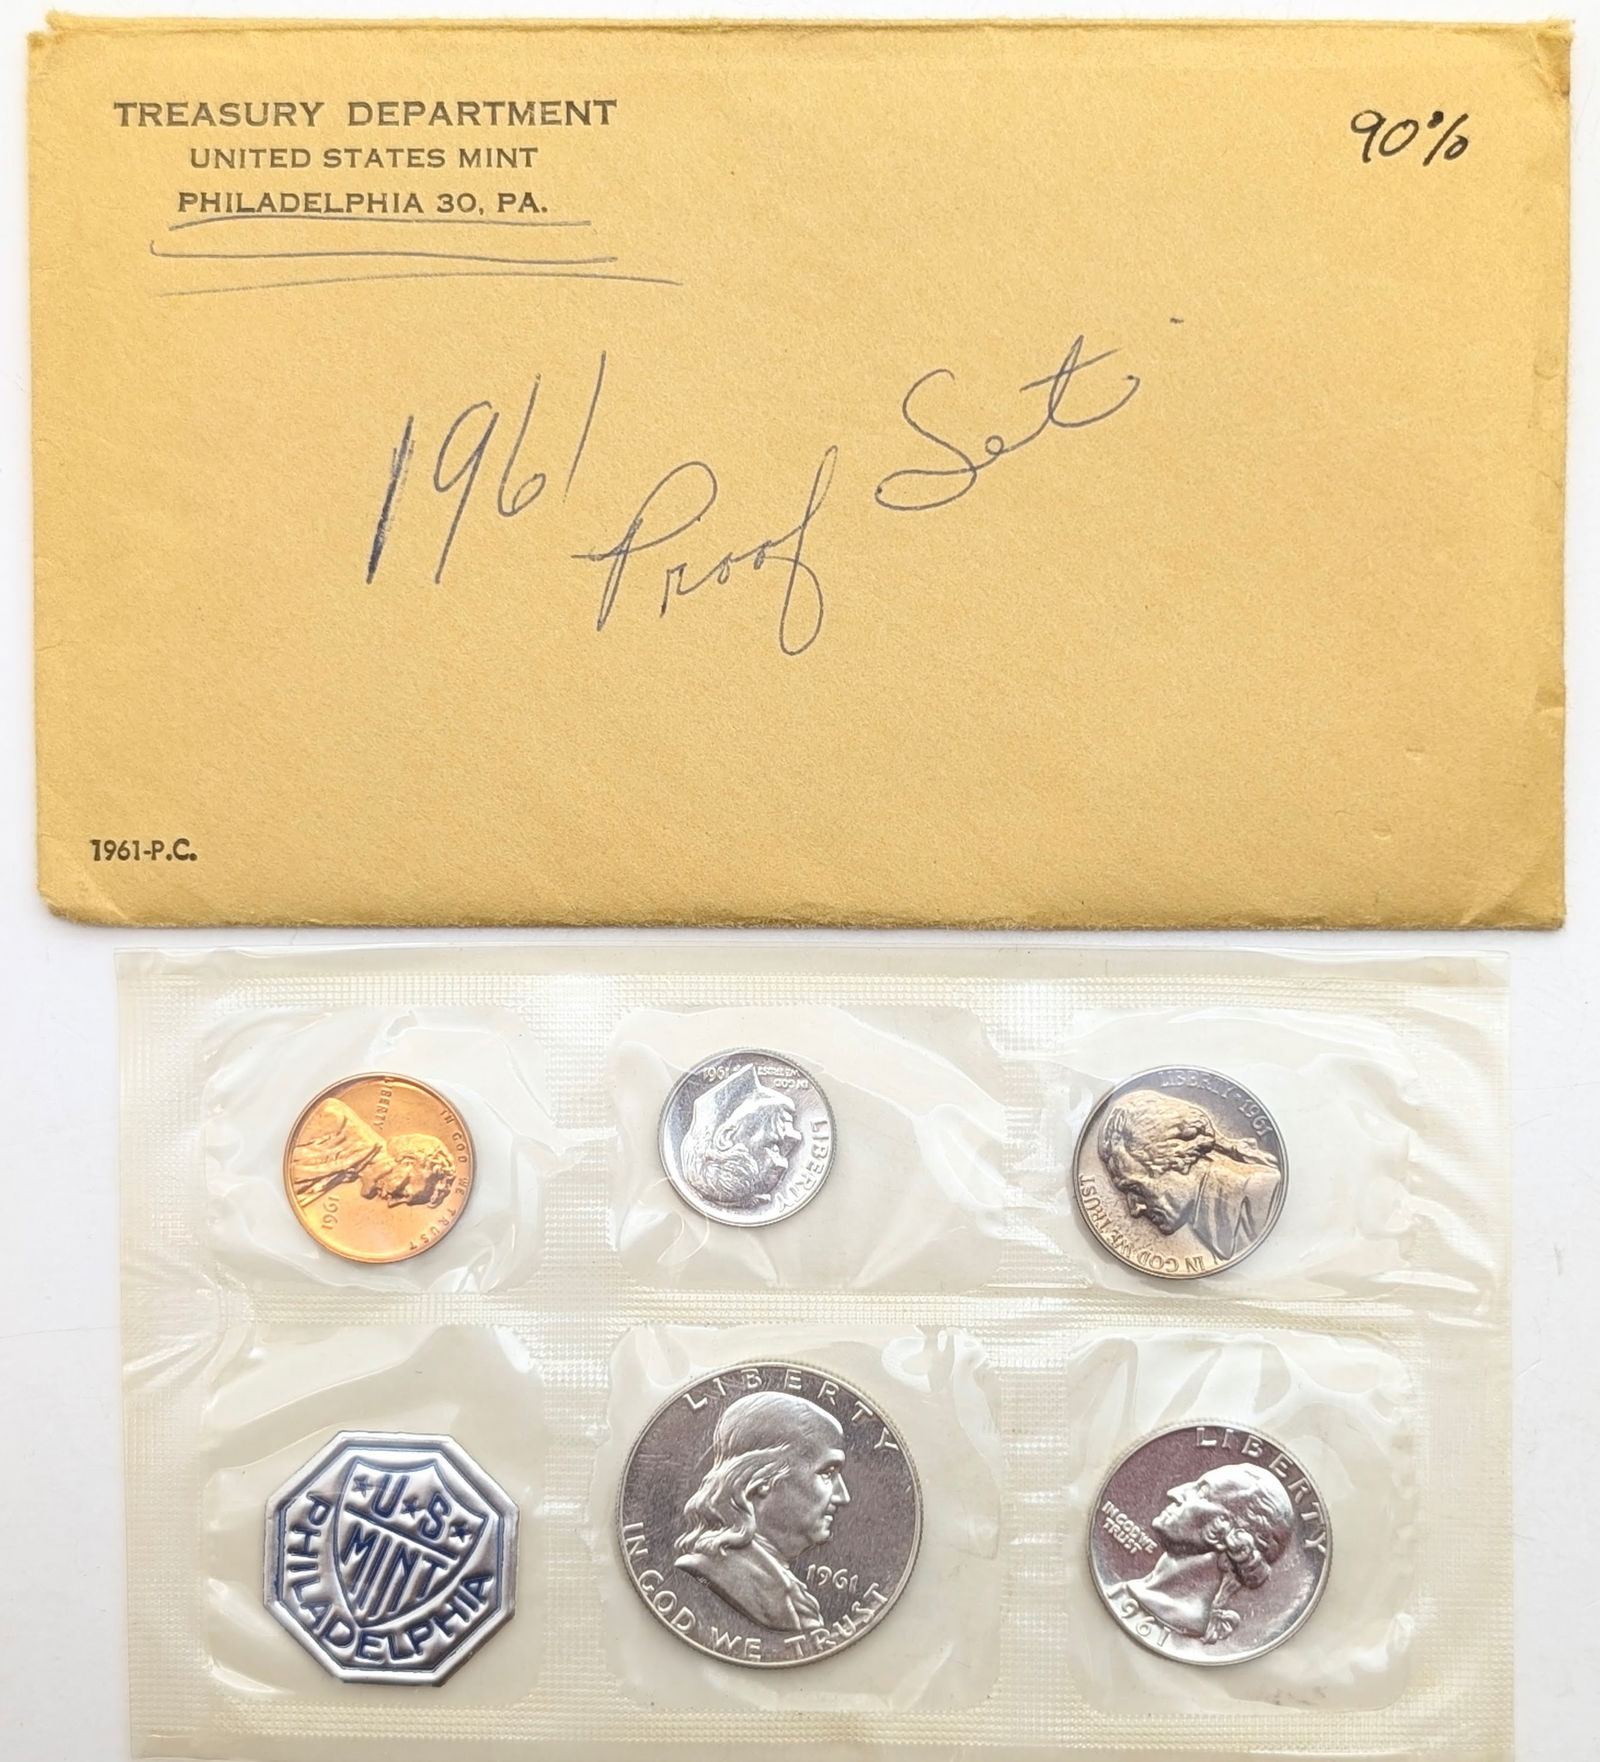 TREASURY DEPARTMENT
UNITED STATES MINT
PHILADELPHIA 30, PA.
90%
1961 Proof Set
1961-P.C.
IN GOD WE TRUST
LIBERTY
1961
LIBERTY
IN GOD
WE TRUST
1961
LIBERTY · 1961
IN GOD WE TRUST
U★S★
MINT
PHILADELPHIA
LIBERTY
1961
IN GOD WE TRUST
LIBERTY
IN GOD WE
TRUST
1961